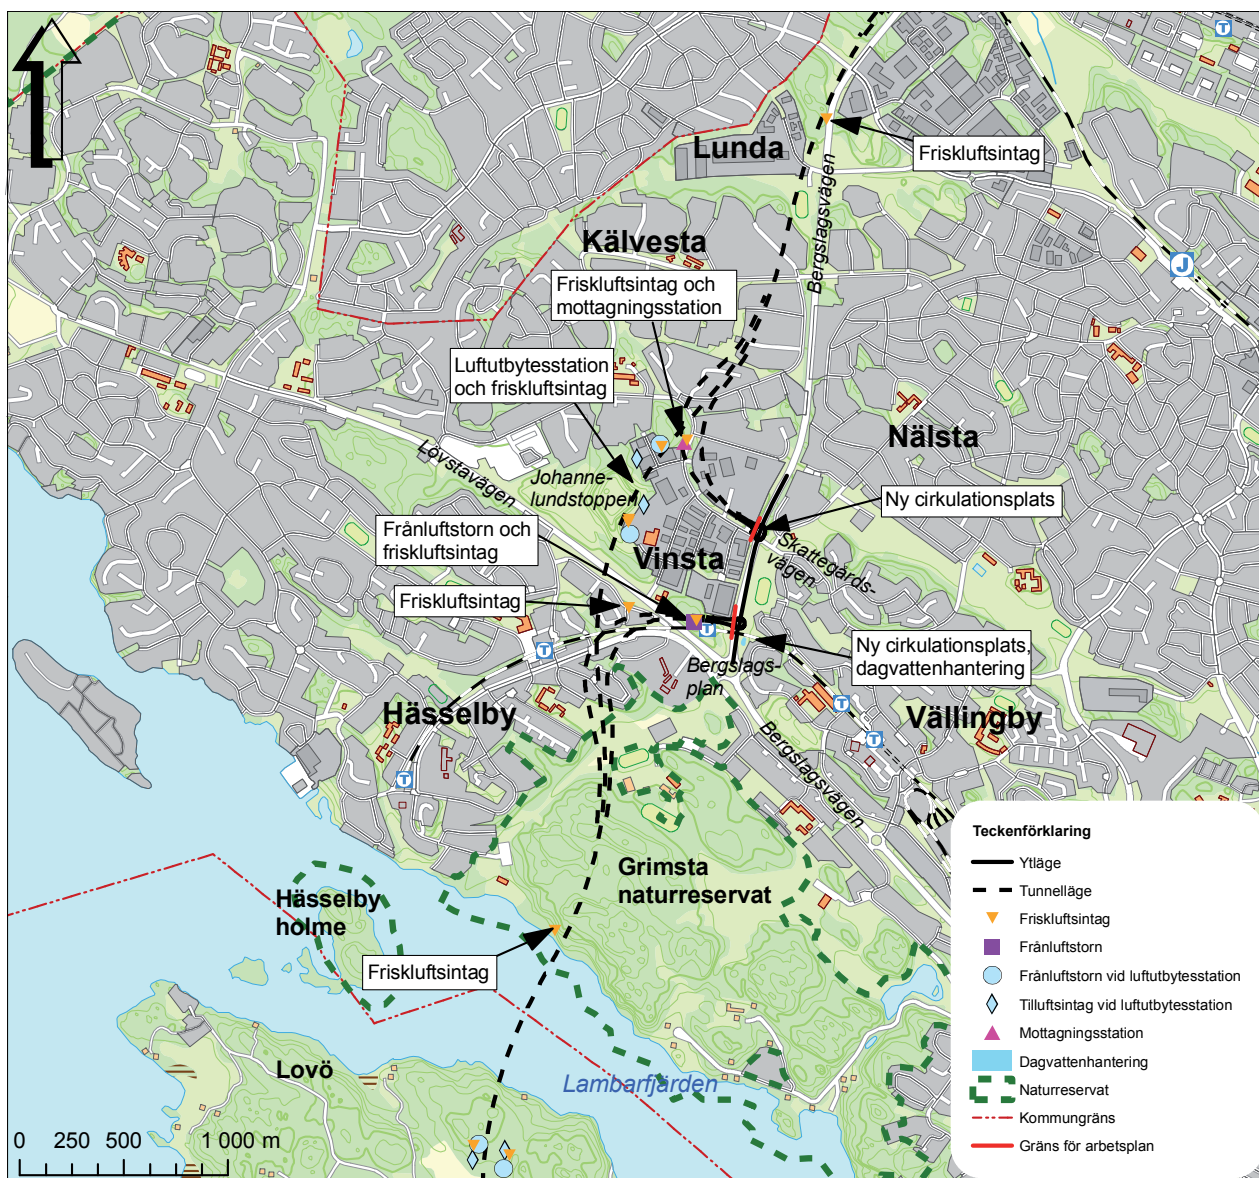 T
Lunda
Friskluftsintag
Bergslagsvägen
Kälvesta
J
Friskluftsintag och
mottagningsstation
Luftutbytesstation
och friskluftsintag
Nälsta
Lövstavägen
Johanne-
lundstoppen
Ny cirkulationsplats
Frånluftstorn och
friskluftsintag
Vinsta
Skattegårds-
vägen
Friskluftsintag
T
T
Ny cirkulationsplats,
dagvattenhantering
Bergslags-
plan
Hässelby
T
Vällingby
T
Bergslagsvägen
T
Grimsta
naturreservat
Hässelby
holme
Friskluftsintag
Lovö
Lambarfjärden
0 250 500 1 000 m
Teckenförklaring
Ytläge
Tunnelläge
Friskluftsintag
Frånluftstorn
Frånluftstorn vid luftutbytesstation
Tilluftsintag vid luftutbytesstation
Mottagningsstation
Dagvattenhantering
Naturreservat
Kommungräns
Gräns för arbetsplan